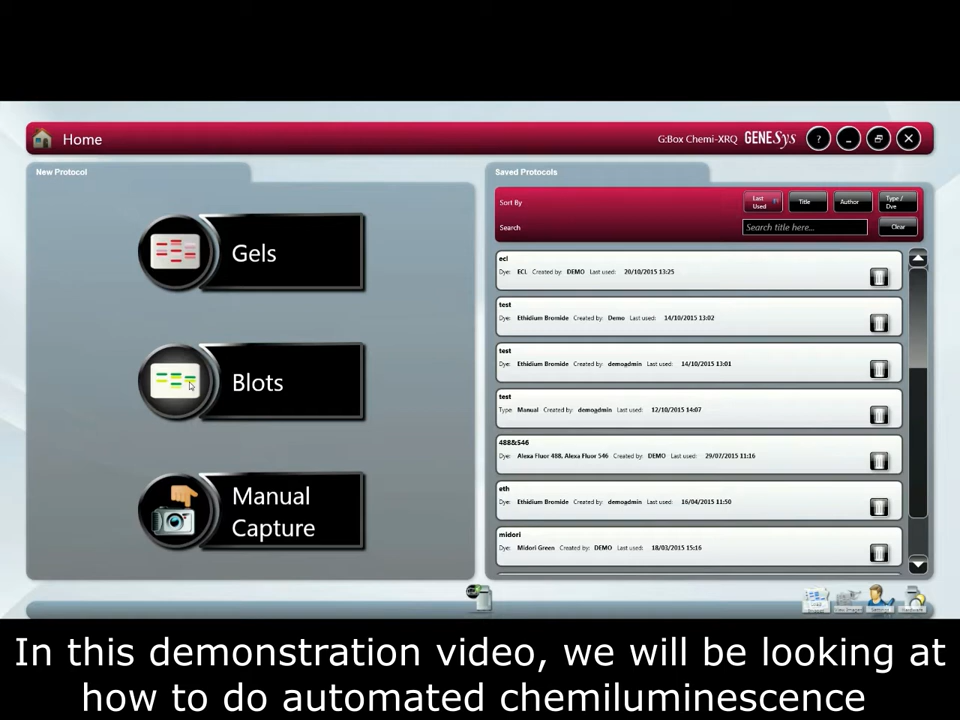 Home
G:Box Chemi-XRQ GENESys ?
New Protocol
Gels
Blots
Manual
Capture
Saved Protocols
Sort By
Last
Used
Title
Author
Type /
Dye
Search
Search title here...
Clear
ecl
Dye: ECL Created by: DEMO Last used: 20/10/2015 13:25
test
Dye: Ethidium Bromide Created by: Demo Last used: 14/10/2015 13:02
test
Dye: Ethidium Bromide Created by: demoadmin Last used: 14/10/2015 13:01
test
Type Manual Created by: demoadmin Last used: 12/10/2015 14:07
488&546
Dye: Alexa Fluor 488, Alexa Fluor 546 Created by: DEMO Last used: 29/07/2015 11:16
eth
Dye: Ethidium Bromide Created by: demoadmin Last used: 16/04/2015 11:50
midori
Dye: Midori Green Created by: DEMO Last used: 18/03/2015 15:16
In this demonstration video, we will be looking at
how to do automated chemiluminescence